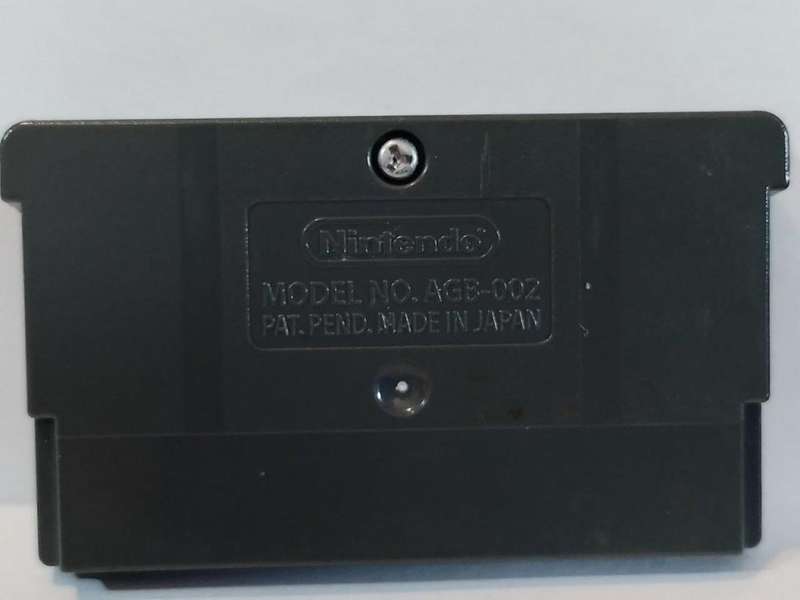 Nintendo
MODEL NO. AGB-002
PAT. PEND. MADE IN JAPAN